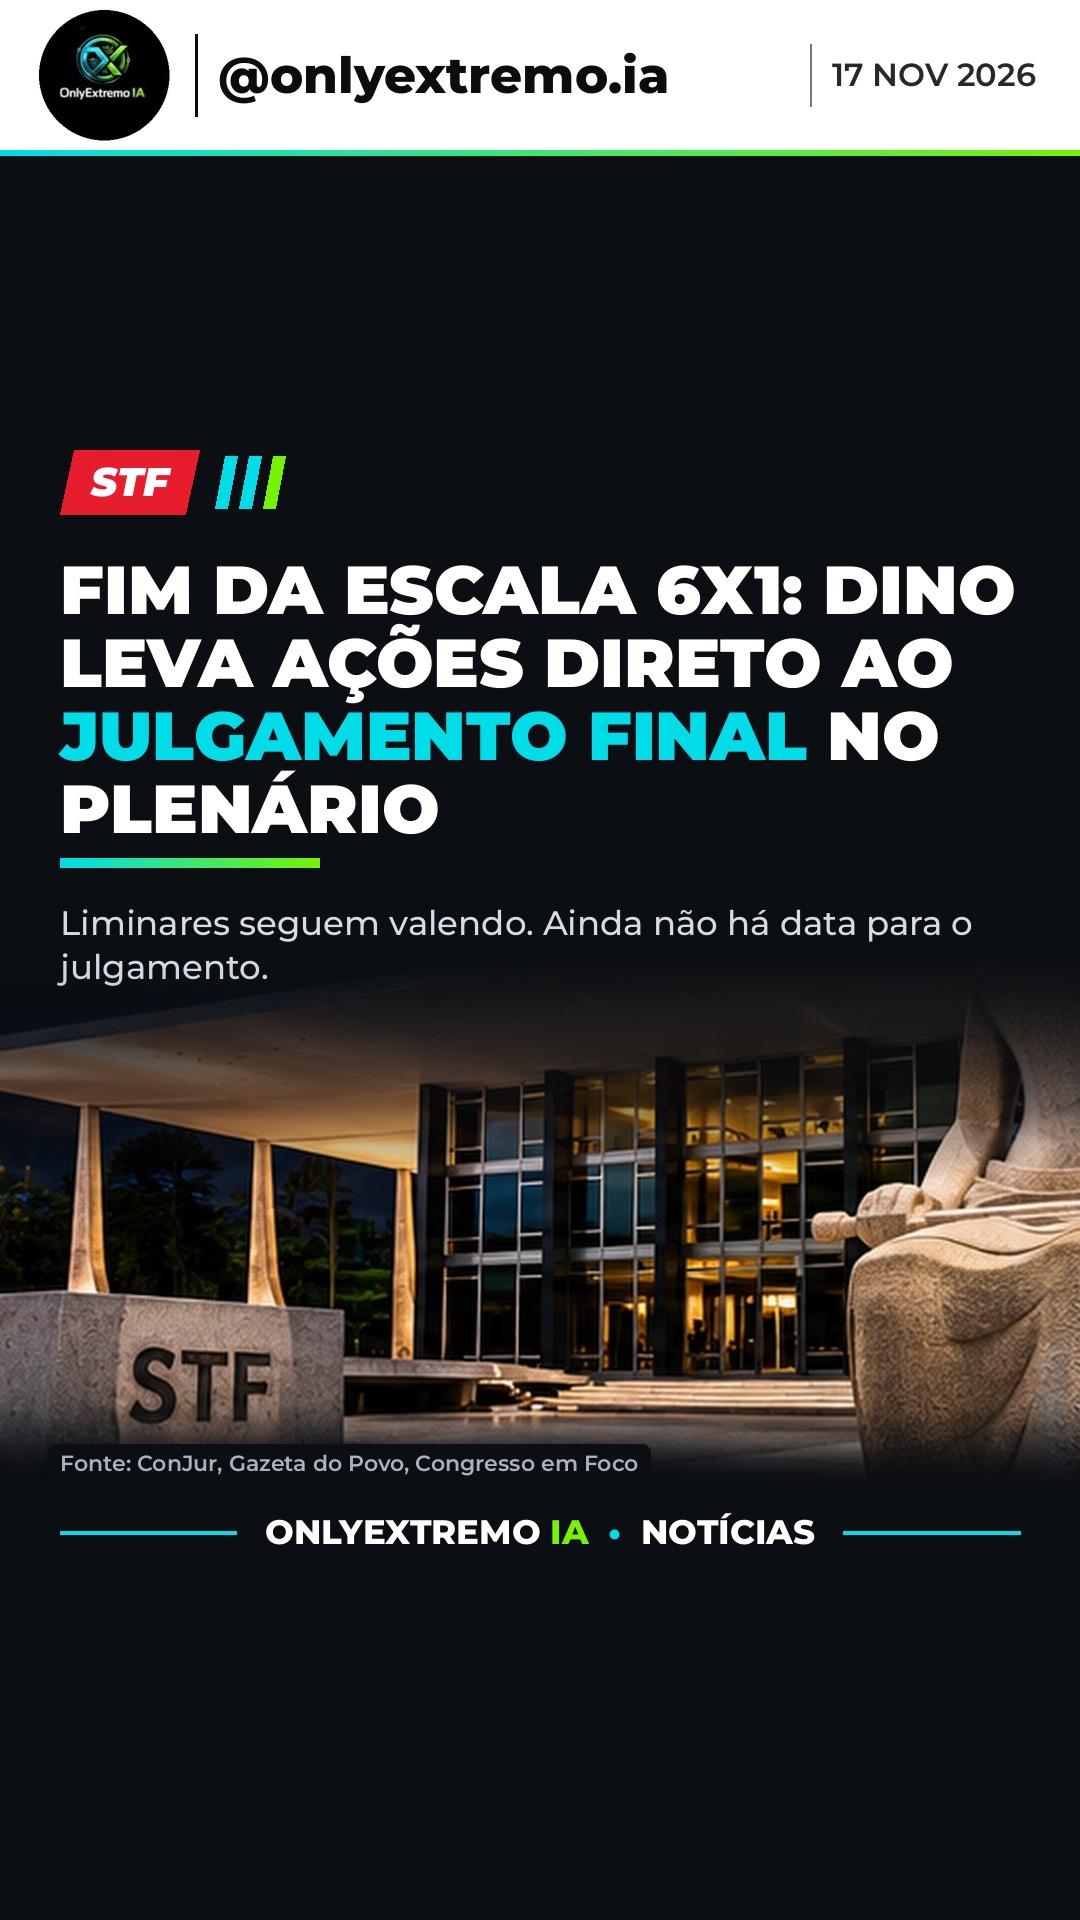 OnlyExtremo IA
@onlyextremo.ia
17 NOV 2026
STF
FIM DA ESCALA 6X1: DINO
LEVA AÇÕES DIRETO AO
JULGAMENTO FINAL NO
PLENÁRIO
Liminares seguem valendo. Ainda não há data para o
julgamento.
STF
Fonte: ConJur, Gazeta do Povo, Congresso em Foco
ONLYEXTREMO IA • NOTÍCIAS